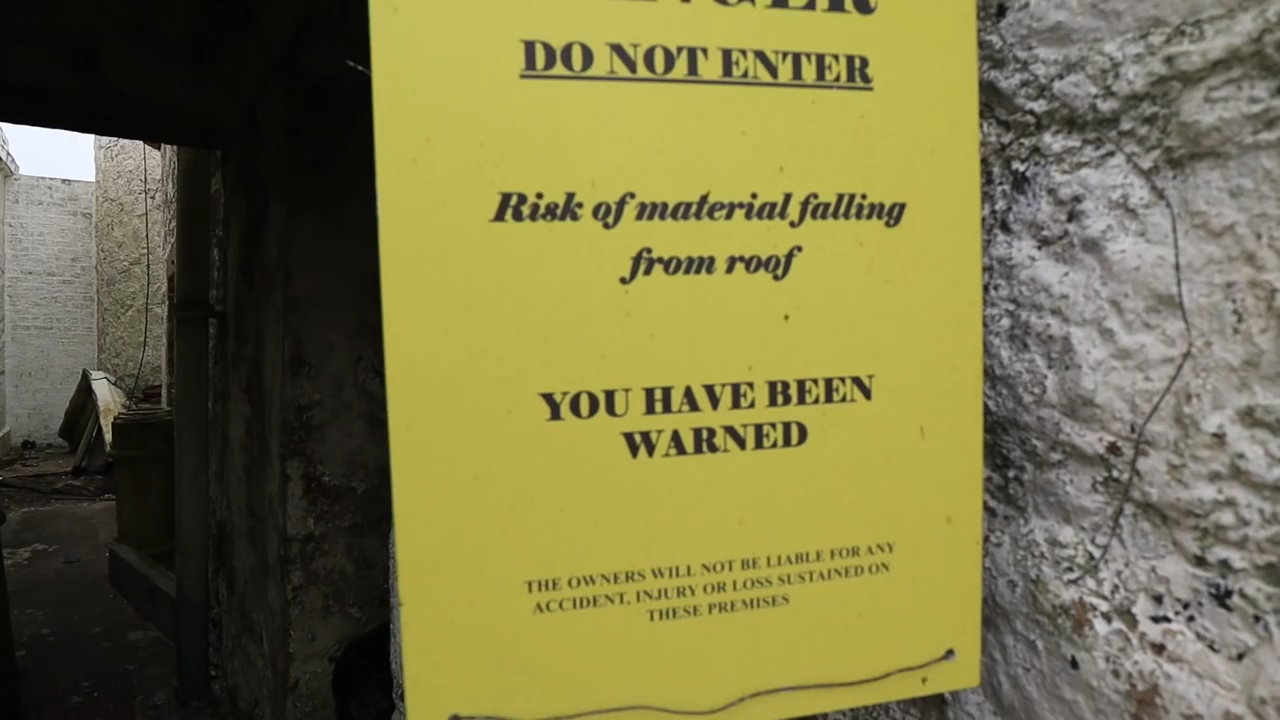 DO NOT ENTER
Risk of material falling
from roof
YOU HAVE BEEN
WARNED
THE OWNERS WILL NOT BE LIABLE FOR ANY
ACCIDENT, INJURY OR LOSS SUSTAINED ON
THESE PREMISES